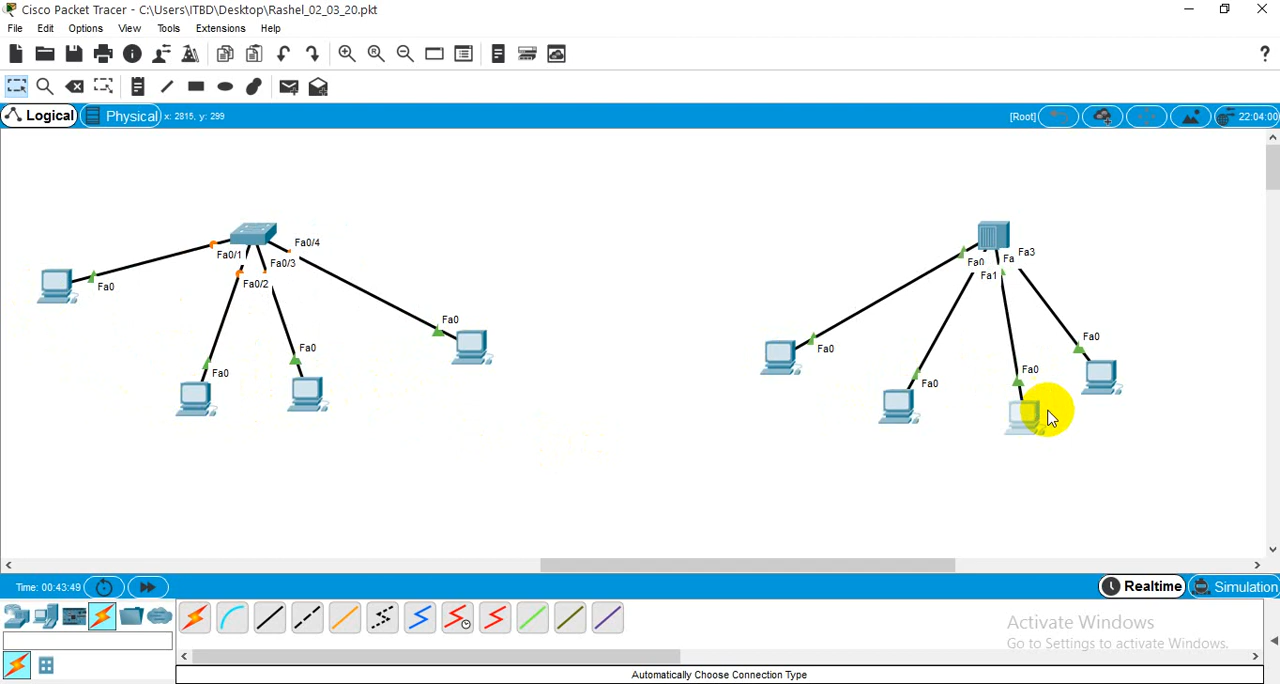 Cisco Packet Tracer - C:\Users\ITBD\Desktop\Rashel_02_03_20.pkt
File Edit Options View Tools Extensions Help
?
Logical Physical x: 2815, y: 299 [Root] 22:04:00
Fa0/4
Fa0/1
Fa0/3
Fa0/2
Fa0
Fa0
Fa0
Fa0
Fa3
Fa0
Fa
Fa1
Fa0
Fa0
Fa0
Fa0
Time: 00:43:49 Realtime Simulation
Activate Windows
Go to Settings to activate Windows.
Automatically Choose Connection Type